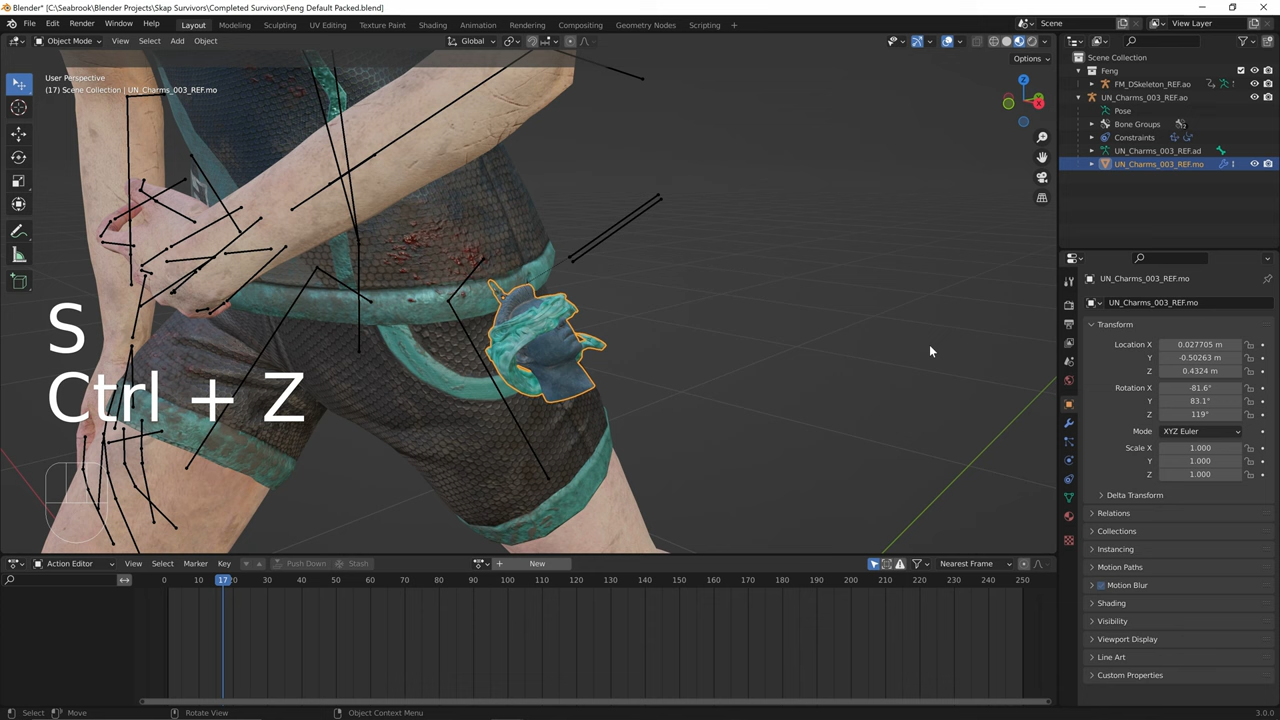 Blender* [C:\Seabrook\Blender Projects\Skap Survivors\Completed Survivors\Feng Default Packed.blend]
File Edit Render Window Help Layout Modeling Sculpting UV Editing Texture Paint Shading Animation Rendering Compositing Geometry Nodes Scripting + Scene View Layer
Object Mode View Select Add Object Global
Options
User Perspective
(17) Scene Collection | UN_Charms_003_REF.mo
X
Z
S
Ctrl + Z
Scene Collection
Feng
FM_DSkeleton_REF.ao
UN_Charms_003_REF.ao
Pose
Bone Groups
Constraints
UN_Charms_003_REF.ad
UN_Charms_003_REF.mo
UN_Charms_003_REF.mo
UN_Charms_003_REF.mo
Transform
Location X 0.027705 m
Y -0.50263 m
Z 0.4324 m
Rotation X -81.6°
Y 83.1°
Z 119°
Mode XYZ Euler
Scale X 1.000
Y 1.000
Z 1.000
Delta Transform
Relations
Collections
Instancing
Motion Paths
Motion Blur
Shading
Visibility
Viewport Display
Line Art
Custom Properties
Action Editor View Select Marker Key Push Down Stash + New Nearest Frame
0 10 17 30 40 50 60 70 80 90 100 110 120 130 140 150 160 170 180 190 200 210 220 230 240 250
Select Move Rotate View Object Context Menu 3.0.0